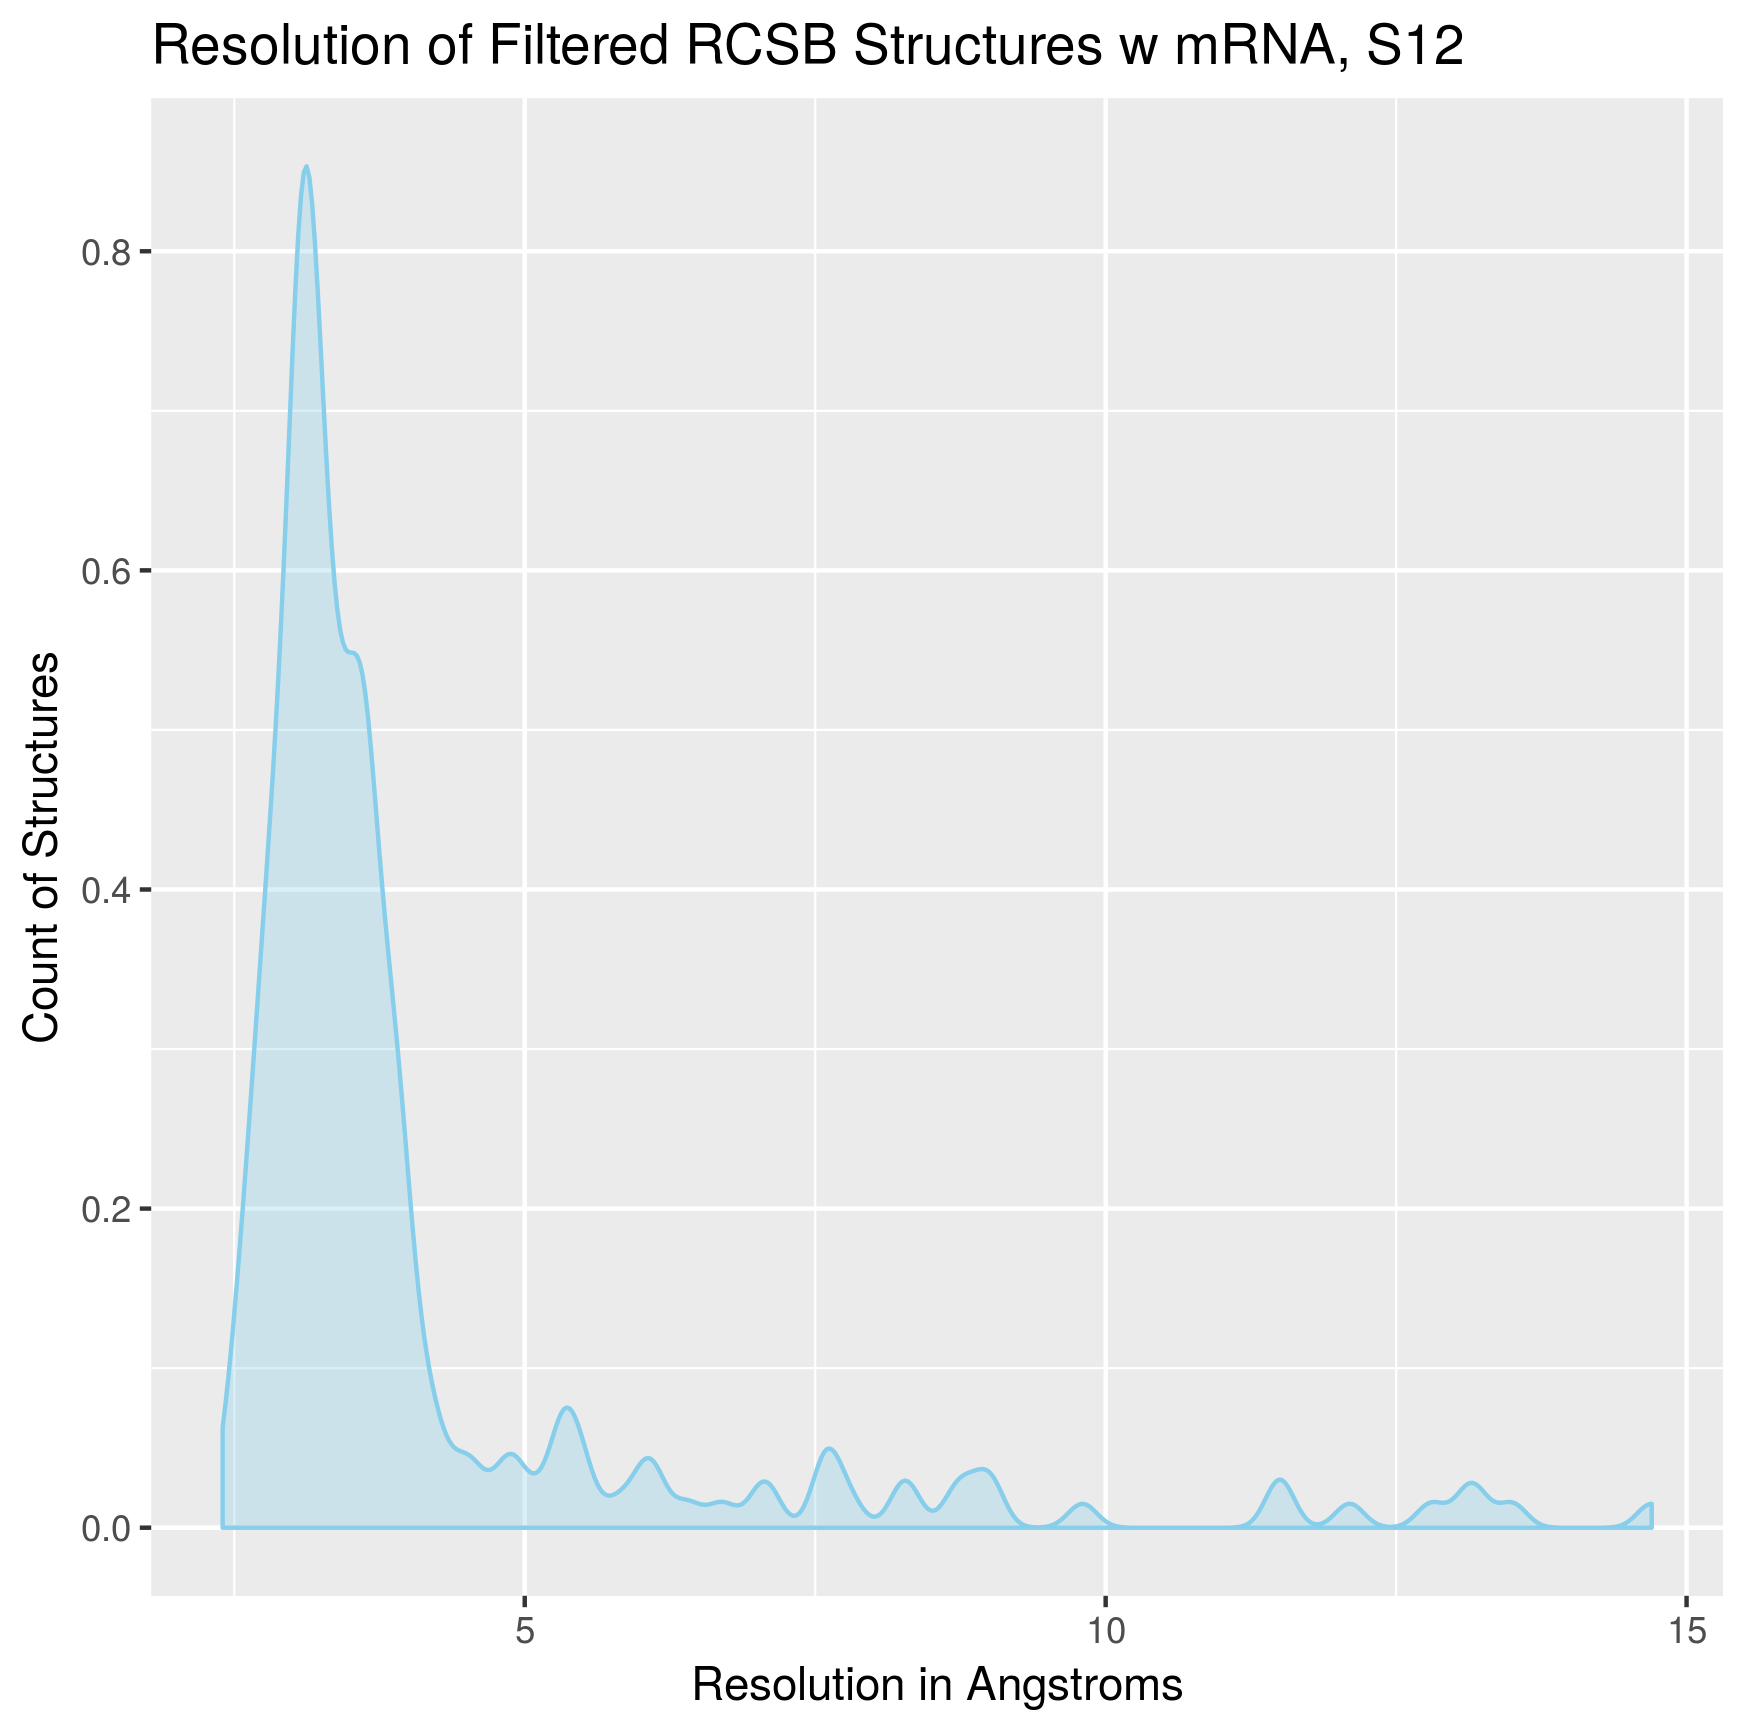 Resolution of Filtered RCSB Structures w mRNA, S12
Count of Structures
0.8
0.6
0.4
0.2
0.0
5 10 15
Resolution in Angstroms